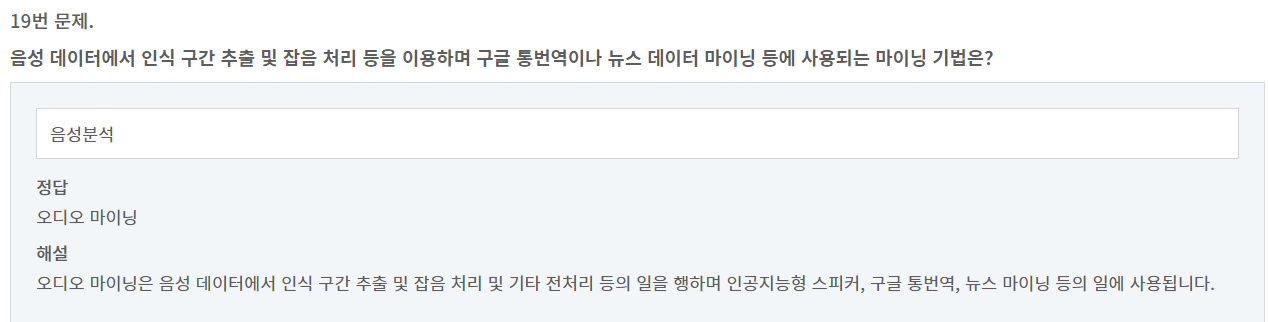 19번 문제.
음성 데이터에서 인식 구간 추출 및 잡음 처리 등을 이용하며 구글 통번역이나 뉴스 데이터 마이닝 등에 사용되는 마이닝 기법은?
음성분석
정답
오디오 마이닝
해설
오디오 마이닝은 음성 데이터에서 인식 구간 추출 및 잡음 처리 및 기타 전처리 등의 일을 행하며 인공지능형 스피커, 구글 통번역, 뉴스 마이닝 등의 일에 사용됩니다.